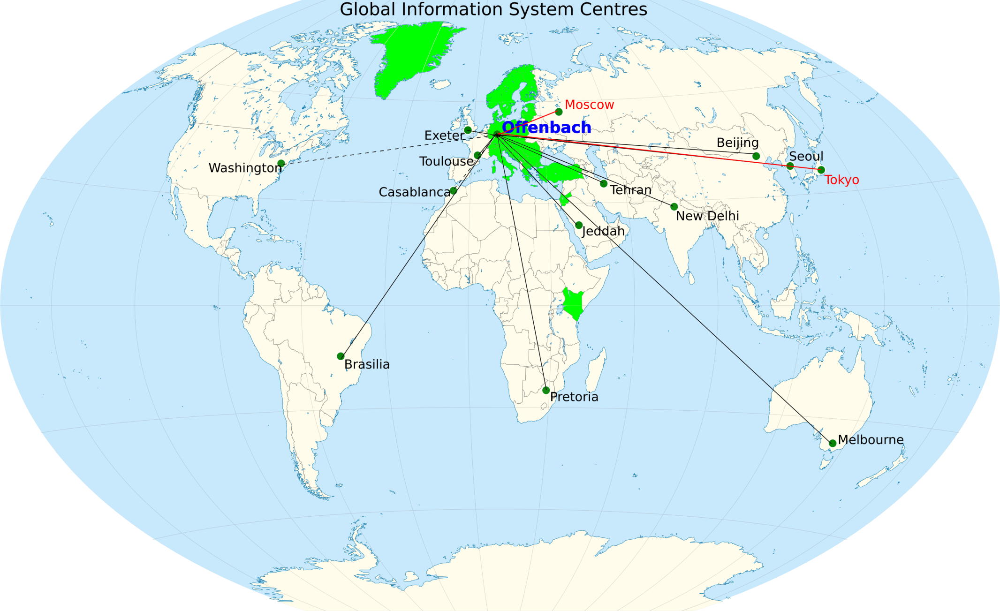 Global Information System Centres
Moscow
Offenbach
Exeter
Beijing
Seoul
Toulouse
Washington
Tokyo
Casablanca
Tehran
New Delhi
Jeddah
Brasilia
Pretoria
Melbourne